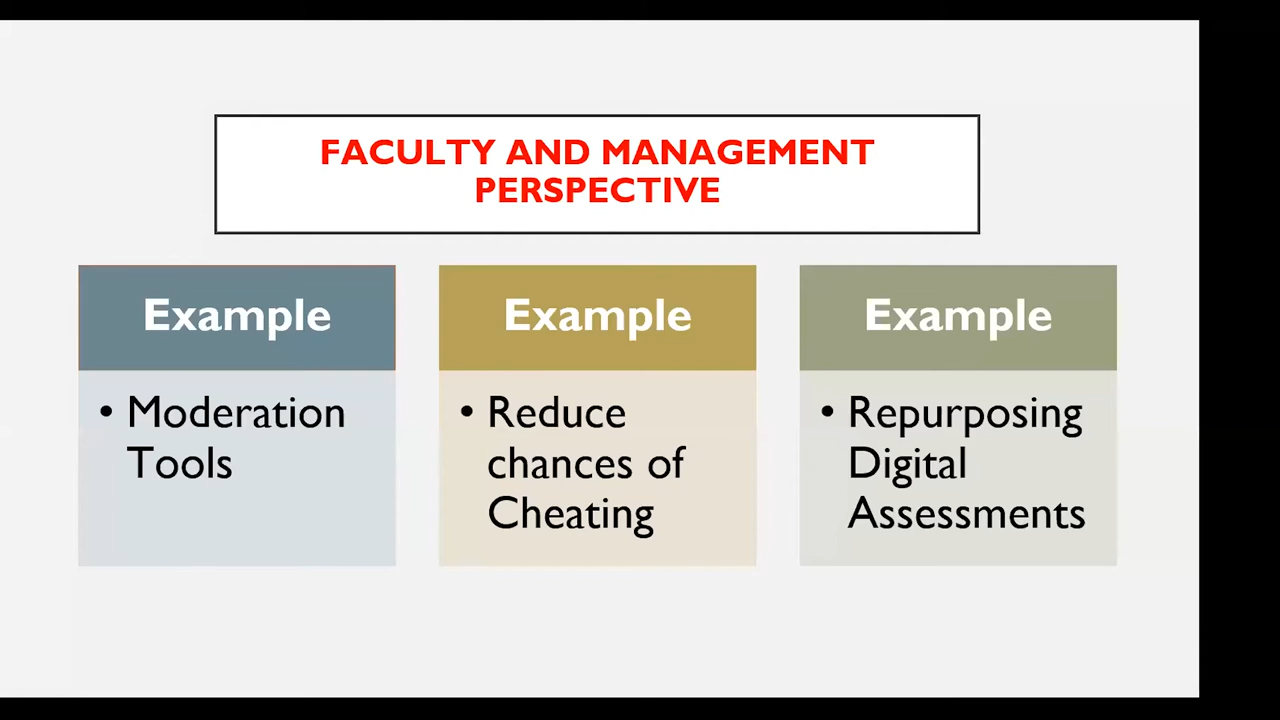 FACULTY AND MANAGEMENT
PERSPECTIVE
Example
• Moderation
Tools
Example
• Reduce
chances of
Cheating
Example
• Repurposing
Digital
Assessments